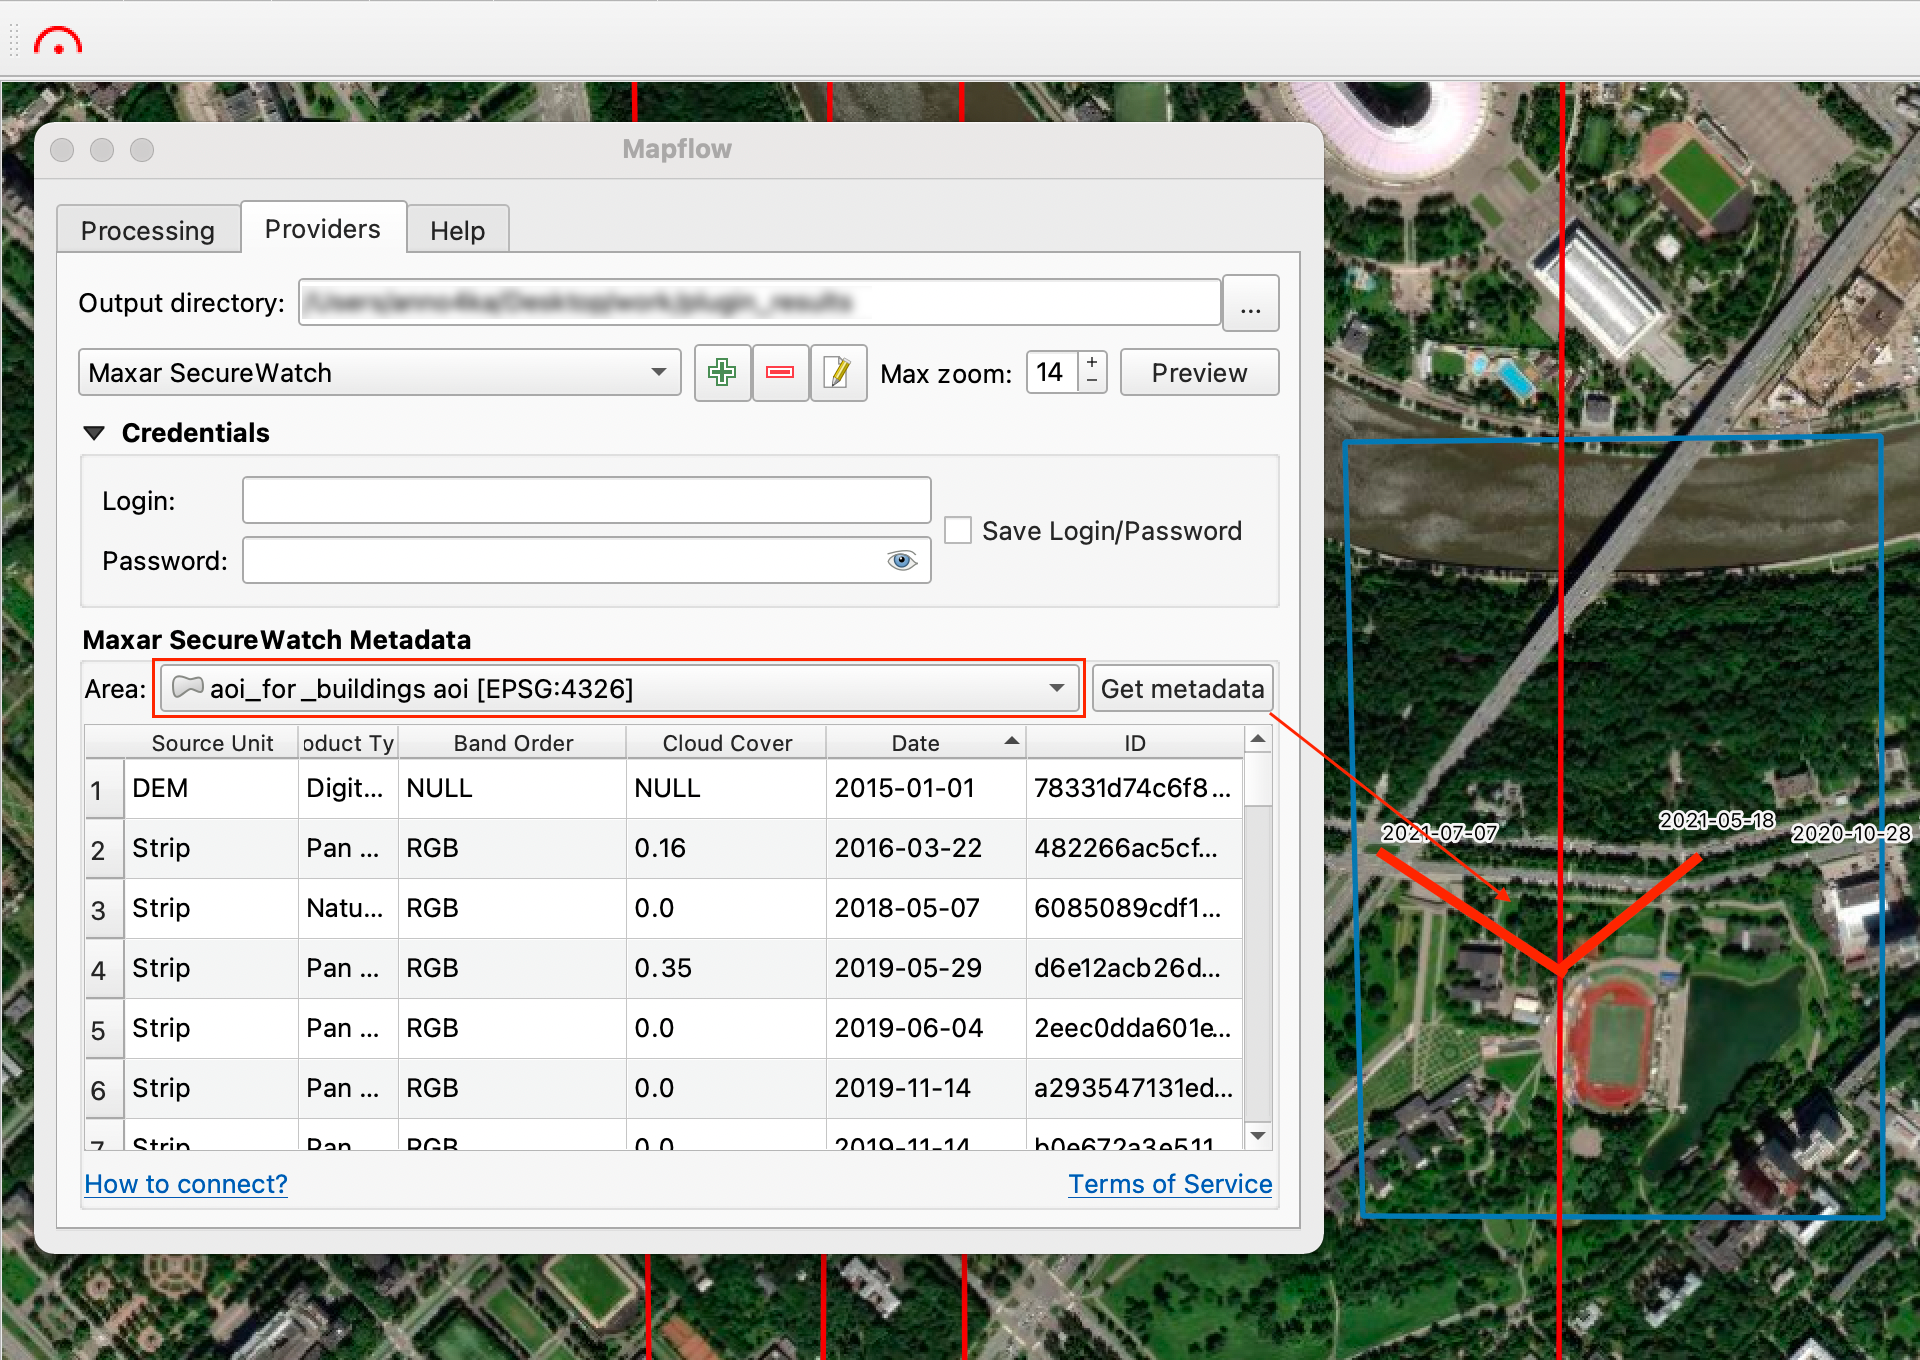 Mapflow
Processing
Providers
Help
Output directory:
...
Maxar SecureWatch
Max zoom:
14
+
−
Preview
Credentials
Login:
Password:
Save Login/Password
Maxar SecureWatch Metadata
Area:
aoi_for_buildings aoi [EPSG:4326]
Get metadata
Source Unit oduct Ty Band Order Cloud Cover Date ID
1 DEM Digit... NULL NULL 2015-01-01 78331d74c6f8...
2 Strip Pan ... RGB 0.16 2016-03-22 482266ac5cf...
3 Strip Natu... RGB 0.0 2018-05-07 6085089cdf1...
4 Strip Pan ... RGB 0.35 2019-05-29 d6e12acb26d...
5 Strip Pan ... RGB 0.0 2019-06-04 2eec0dda601e...
6 Strip Pan ... RGB 0.0 2019-11-14 a293547131ed...
7 Strip Pan RGB 0.0 2019-11-14 b0e672a3e511
How to connect?
Terms of Service
2021-07-07
2021-05-18
2020-10-28